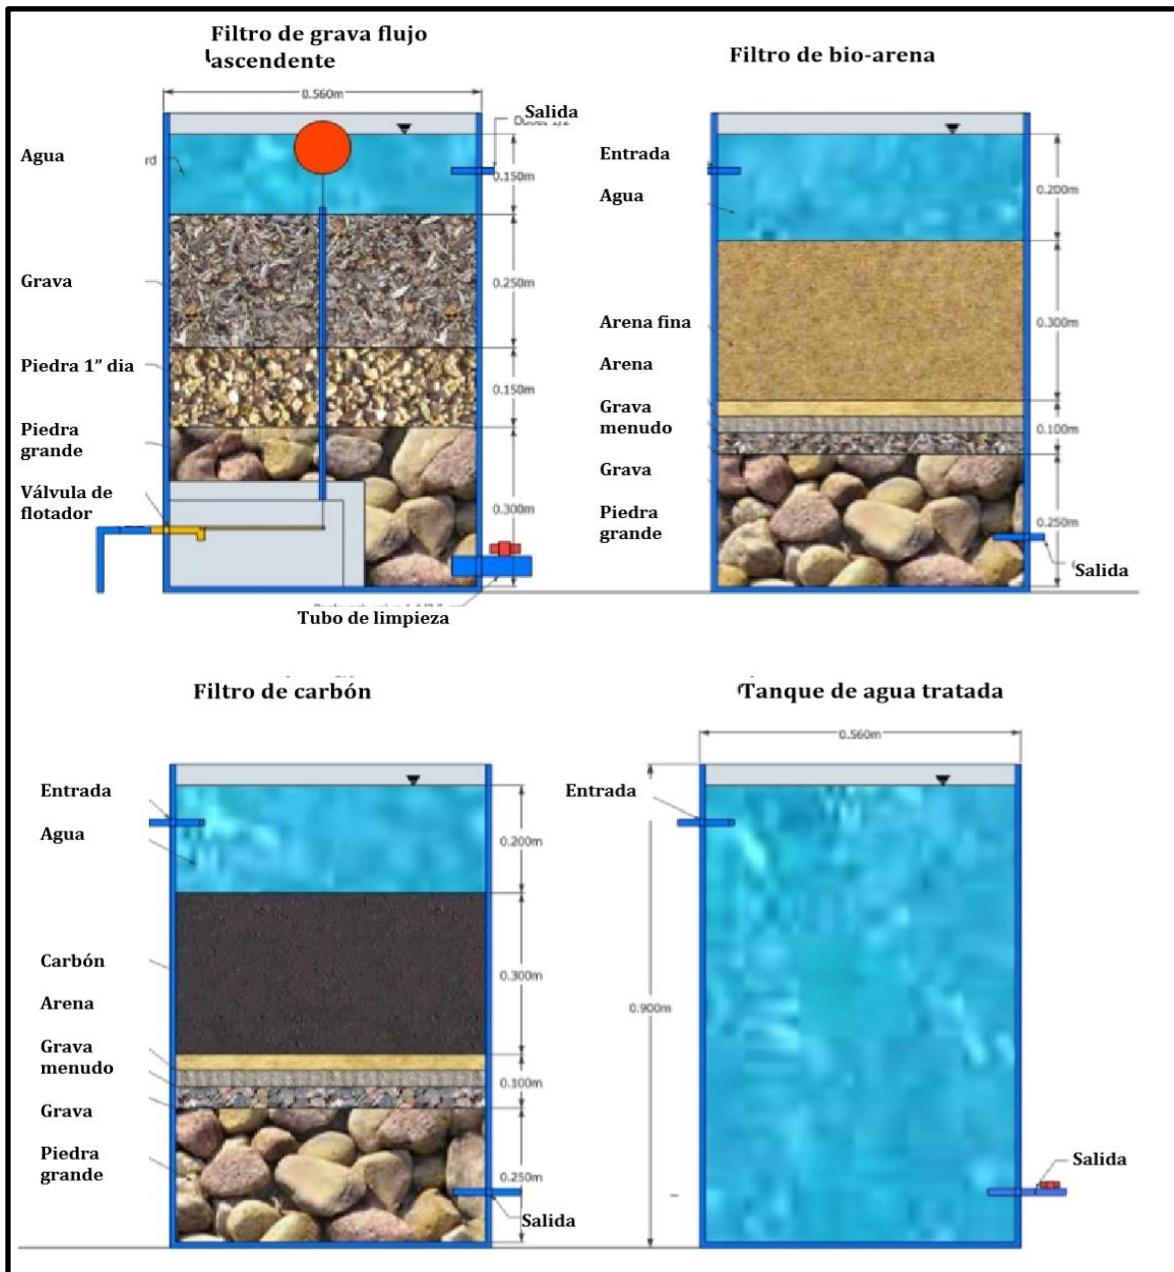 Filtro de grava flujo
ascendente
0.560m
Salida
Agua
0.150m
Grava
0.250m
Piedra 1” dia
0.150m
Piedra
grande
Válvula de
flotador
0.300m
Tubo de limpieza
Filtro de bio-arena
Entrada
Agua
0.200m
Arena fina
0.300m
Arena
Grava
menudo
0.100m
Grava
Piedra
grande
0.250m
Salida
Filtro de carbón
Entrada
Agua
0.200m
Carbón
0.300m
Arena
Grava
menudo
0.100m
Grava
Piedra
grande
0.250m
Salida
Tanque de agua tratada
0.560m
Entrada
0.900m
Salida